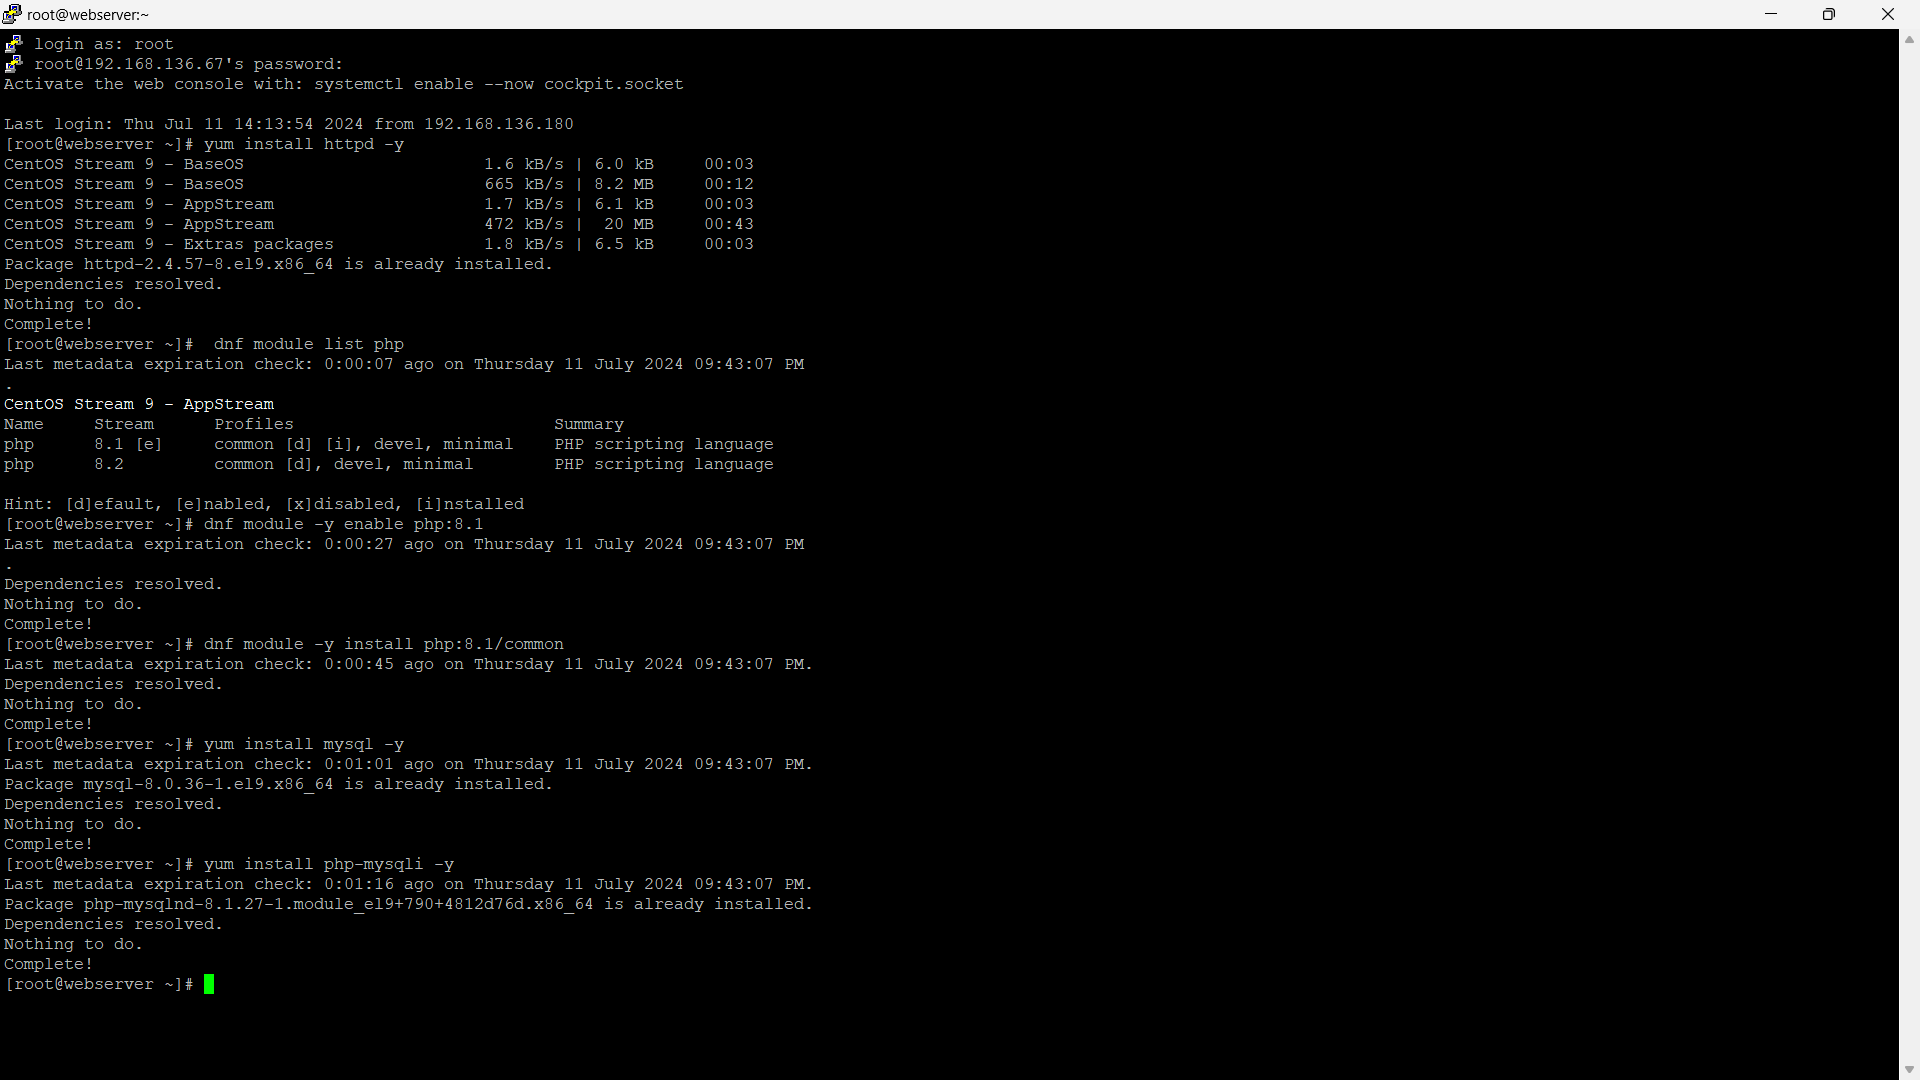 root@webserver:~
login as: root
root@192.168.136.67's password:
Activate the web console with: systemctl enable --now cockpit.socket
Last login: Thu Jul 11 14:13:54 2024 from 192.168.136.180
[root@webserver ~]# yum install httpd -y
CentOS Stream 9 - BaseOS                        1.6 kB/s | 6.0 kB     00:03
CentOS Stream 9 - BaseOS                        665 kB/s | 8.2 MB     00:12
CentOS Stream 9 - AppStream                     1.7 kB/s | 6.1 kB     00:03
CentOS Stream 9 - AppStream                     472 kB/s |  20 MB     00:43
CentOS Stream 9 - Extras packages               1.8 kB/s | 6.5 kB     00:03
Package httpd-2.4.57-8.el9.x86_64 is already installed.
Dependencies resolved.
Nothing to do.
Complete!
[root@webserver ~]#  dnf module list php
Last metadata expiration check: 0:00:07 ago on Thursday 11 July 2024 09:43:07 PM
.
CentOS Stream 9 - AppStream
Name     Stream      Profiles                          Summary
php      8.1 [e]     common [d] [i], devel, minimal    PHP scripting language
php      8.2         common [d], devel, minimal        PHP scripting language
Hint: [d]efault, [e]nabled, [x]disabled, [i]nstalled
[root@webserver ~]# dnf module -y enable php:8.1
Last metadata expiration check: 0:00:27 ago on Thursday 11 July 2024 09:43:07 PM
.
Dependencies resolved.
Nothing to do.
Complete!
[root@webserver ~]# dnf module -y install php:8.1/common
Last metadata expiration check: 0:00:45 ago on Thursday 11 July 2024 09:43:07 PM.
Dependencies resolved.
Nothing to do.
Complete!
[root@webserver ~]# yum install mysql -y
Last metadata expiration check: 0:01:01 ago on Thursday 11 July 2024 09:43:07 PM.
Package mysql-8.0.36-1.el9.x86_64 is already installed.
Dependencies resolved.
Nothing to do.
Complete!
[root@webserver ~]# yum install php-mysqli -y
Last metadata expiration check: 0:01:16 ago on Thursday 11 July 2024 09:43:07 PM.
Package php-mysqlnd-8.1.27-1.module_el9+790+4812d76d.x86_64 is already installed.
Dependencies resolved.
Nothing to do.
Complete!
[root@webserver ~]#